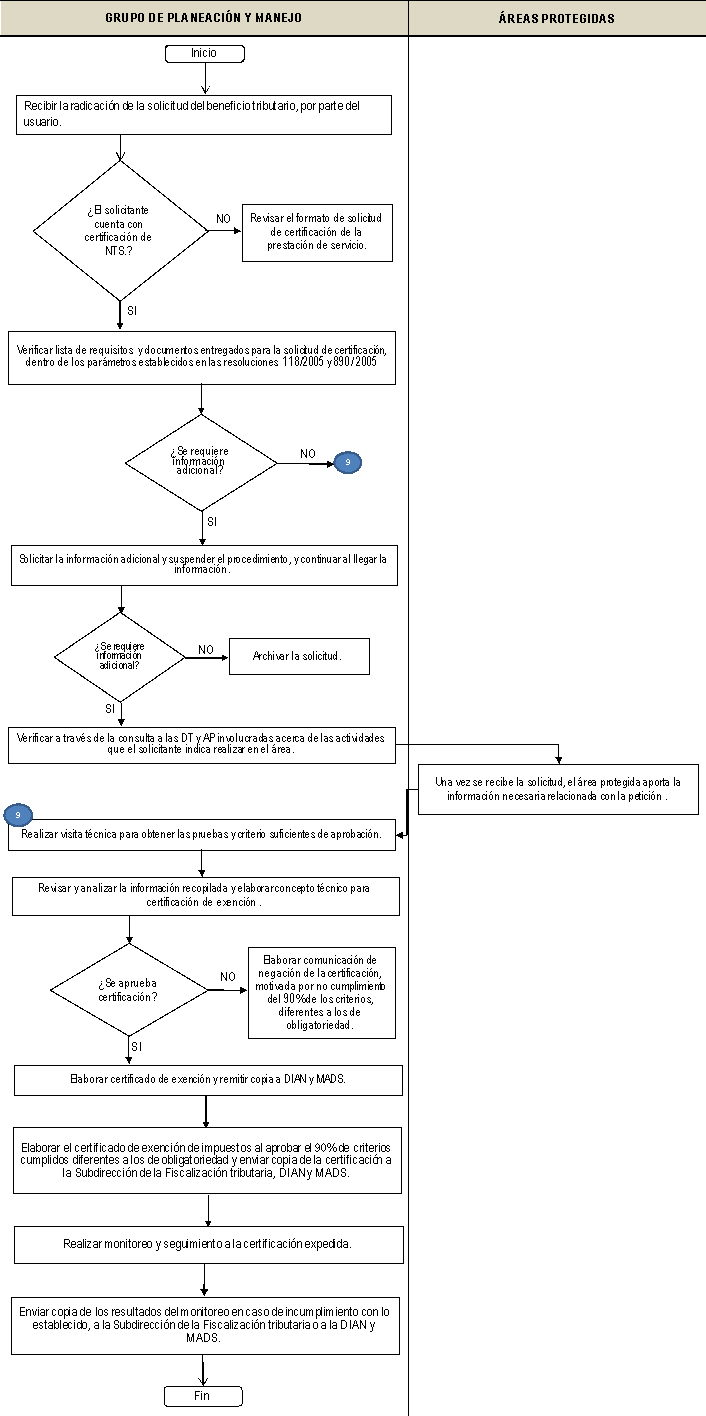 GRUPO DE PLANEACIÓN Y MANEJO
ÁREAS PROTEGIDAS
Inicio
Recibir la radicación de la solicitud del beneficio tributario, por parte del
usuario.
¿El solicitante
cuenta con
certificación de
NTS.?
NO
Revisar el formato de solicitud
de certificación de la
prestación de servicio.
SI
Verificar lista de requisitos y documentos entregados para la solicitud de certificación,
dentro de los parámetros establecidos en las resoluciones 118/2005 y 890/2005
¿Se requiere
información
adicional?
NO
9
SI
Solicitar la información adicional y suspender el procedimiento, y continuar al llegar la
información.
¿Se requiere
información
adicional?
NO
Archivar la solicitud.
SI
Verificar a través de la consulta a las DT y AP involucradas acerca de las actividades
que el solicitante indica realizar en el área.
Una vez se recibe la solicitud, el área protegida aporta la
información necesaria relacionada con la petición .
9
Realizar visita técnica para obtener las pruebas y criterio suficientes de aprobación.
Revisar y analizar la información recopilada y elaborar concepto técnico para
certificación de exención .
¿Se aprueba
certificación?
NO
Elaborar comunicación de
negación de la certificación,
motivada por no cumplimiento
del 90% de los criterios,
diferentes a los de
obligatoriedad.
SI
Elaborar certificado de exención y remitir copia a DIAN y MADS.
Elaborar el certificado de exención de impuestos al aprobar el 90% de criterios
cumplidos diferentes a los de obligatoriedad y enviar copia de la certificación a
la Subdirección de la Fiscalización tributaria, DIAN y MADS.
Realizar monitoreo y seguimiento a la certificación expedida.
Enviar copia de los resultados del monitoreo en caso de incumplimiento con lo
establecido, a la Subdirección de la Fiscalización tributaria o a la DIAN y
MADS.
Fin